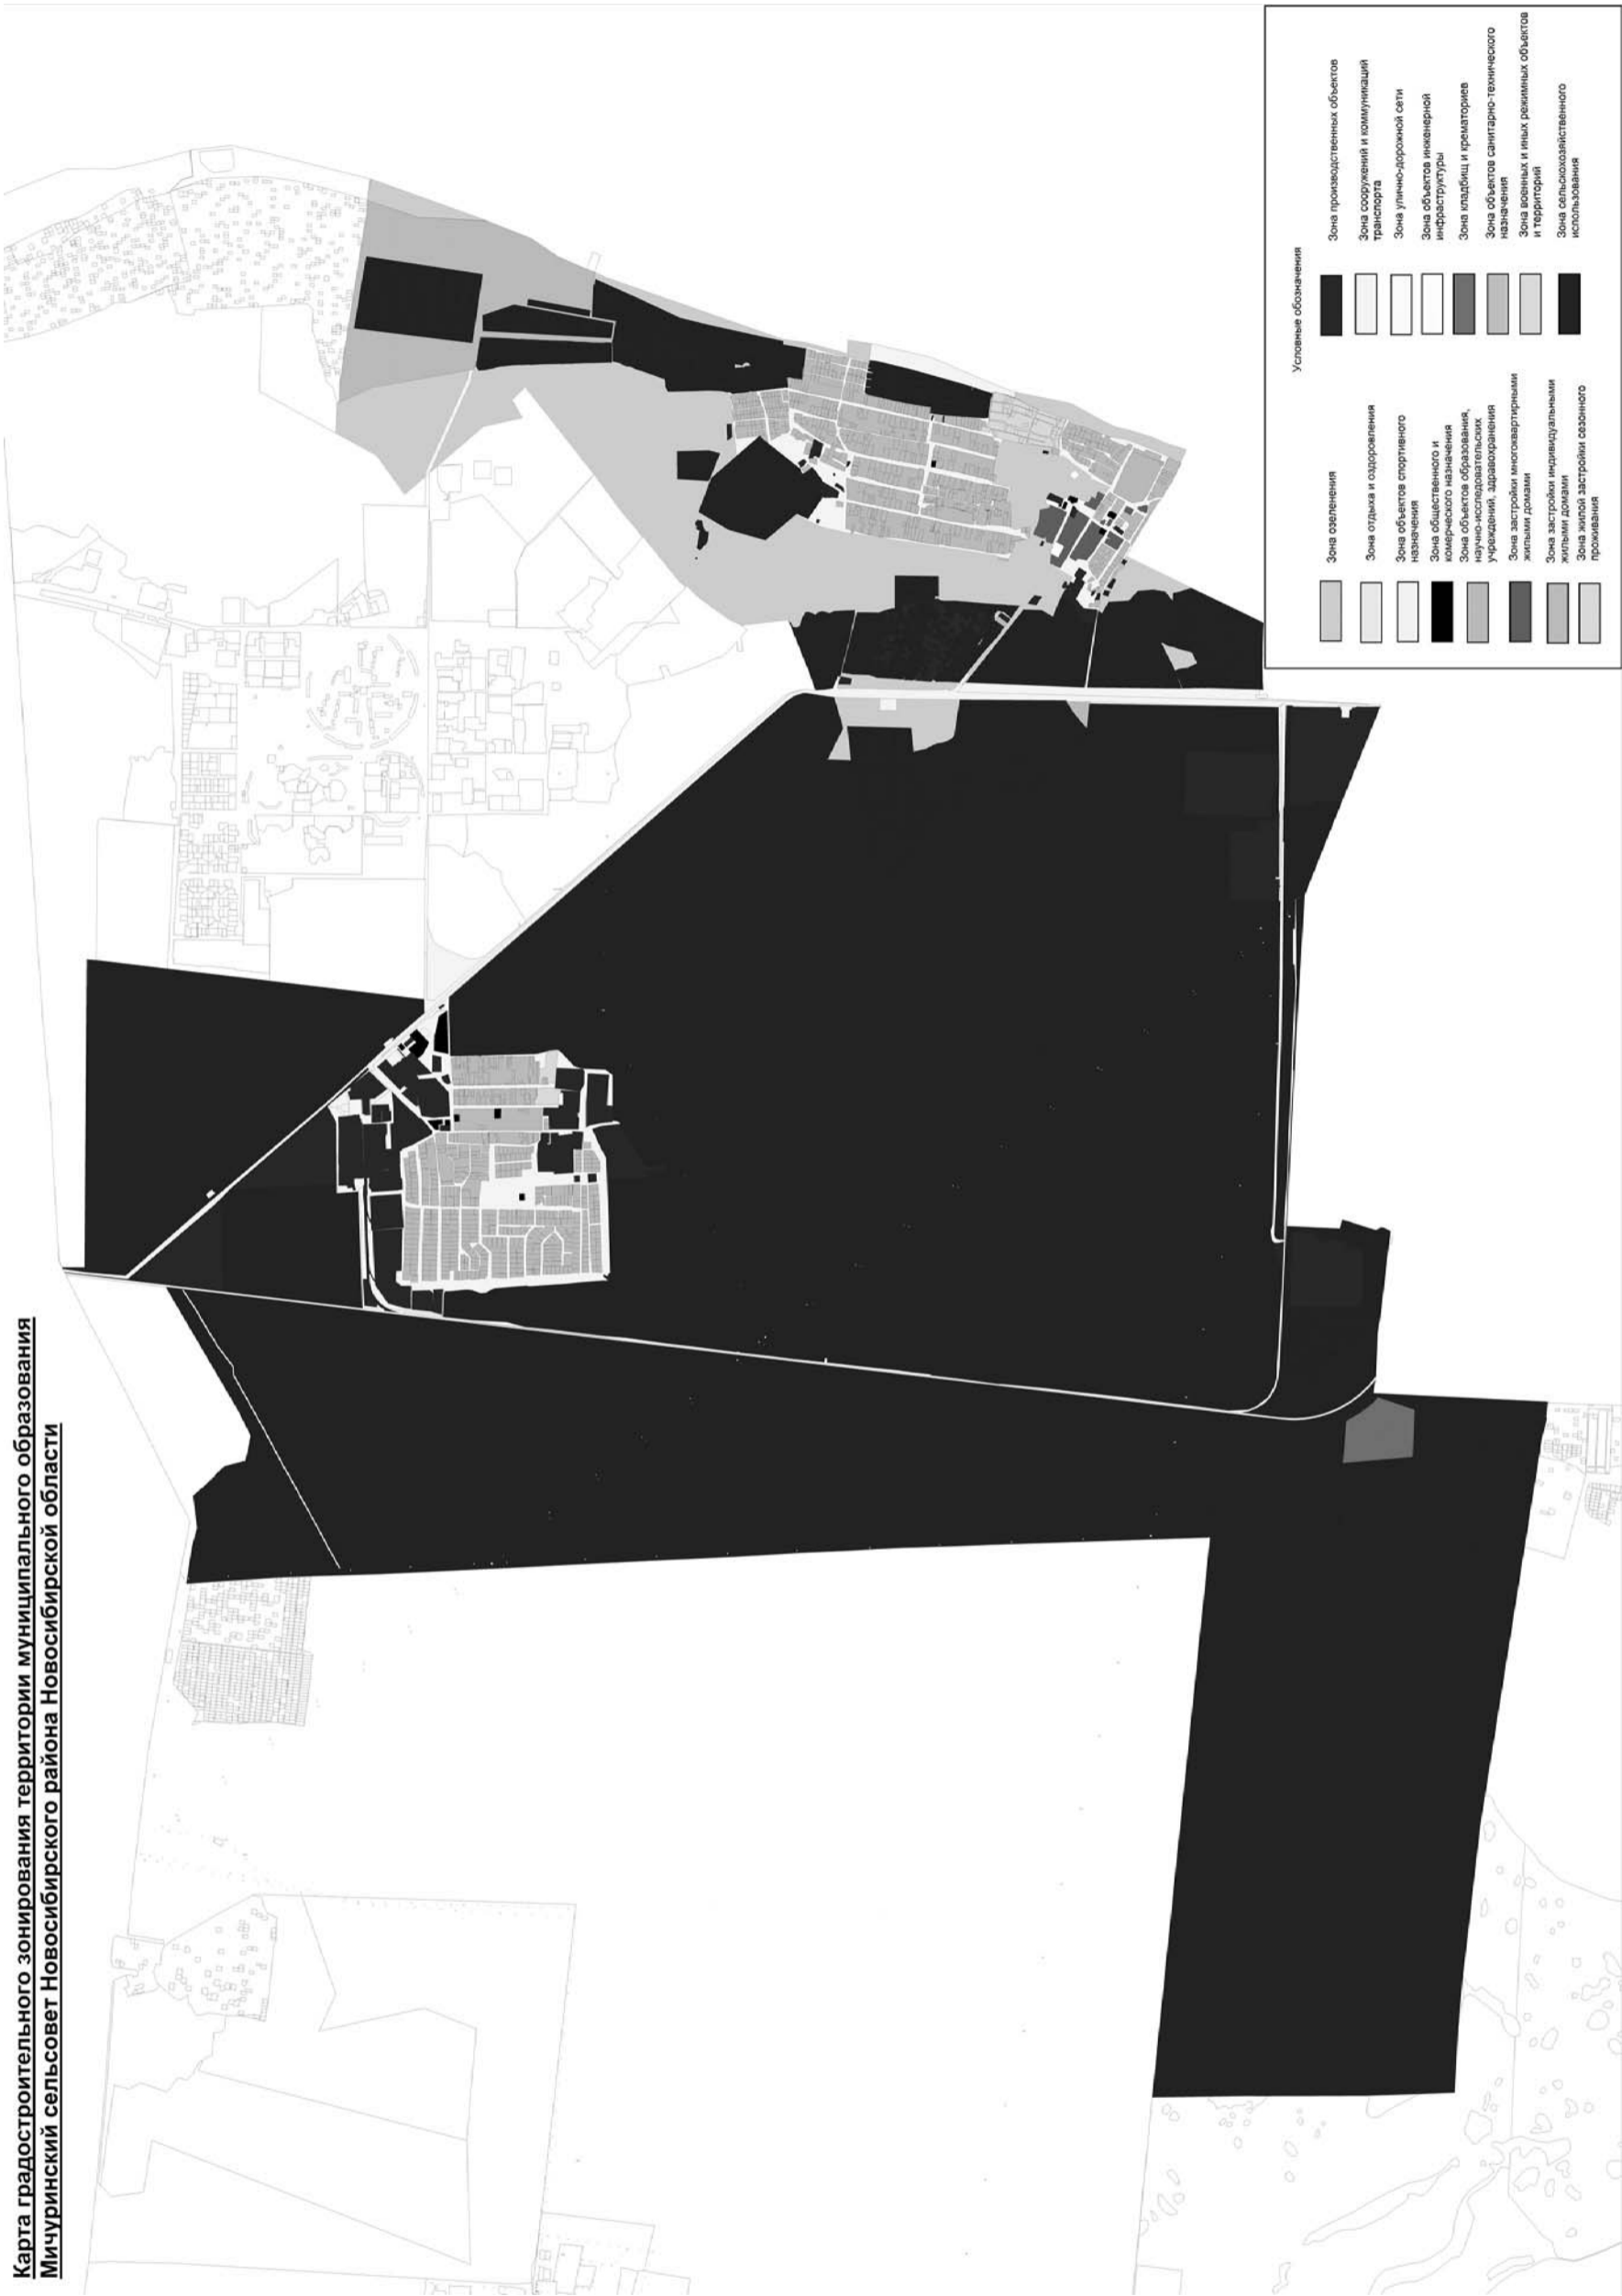 Карта градостроительного зонирования территории муниципального образования
Мичуринский сельсовет Новосибирского района Новосибирской области
Условные обозначения
Зона озеленения
Зона отдыха и оздоровления
Зона объектов спортивного
назначения
Зона общественного и
комерческого назначения
Зона объектов образования,
научно-исследовательских
учреждений, здравохранения
Зона застройки многоквартирными
жилыми домами
Зона застройки индивидуальными
жилыми домами
Зона жилой застройки сезонного
проживания
Зона производственных объектов
Зона сооружений и коммуникаций
транспорта
Зона улично-дорожной сети
Зона объектов инженерной
инфраструктуры
Зона кладбищ и крематориев
Зона объектов санитарно-технического
назначения
Зона военных и иных режимных объектов
и территорий
Зона сельскохозяйственного
использования